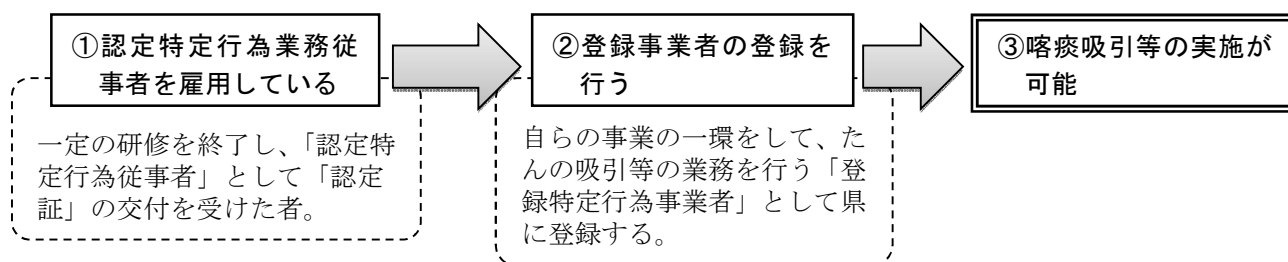 ①認定特定行為業務従
事者を雇用している
一定の研修を終了し、「認定特
定行為従事者」として「認定
証」の交付を受けた者。
②登録事業者の登録を
行う
自らの事業の一環をして、た
んの吸引等の業務を行う「登
録特定行為事業者」として県
に登録する。
③喀痰吸引等の実施が
可能